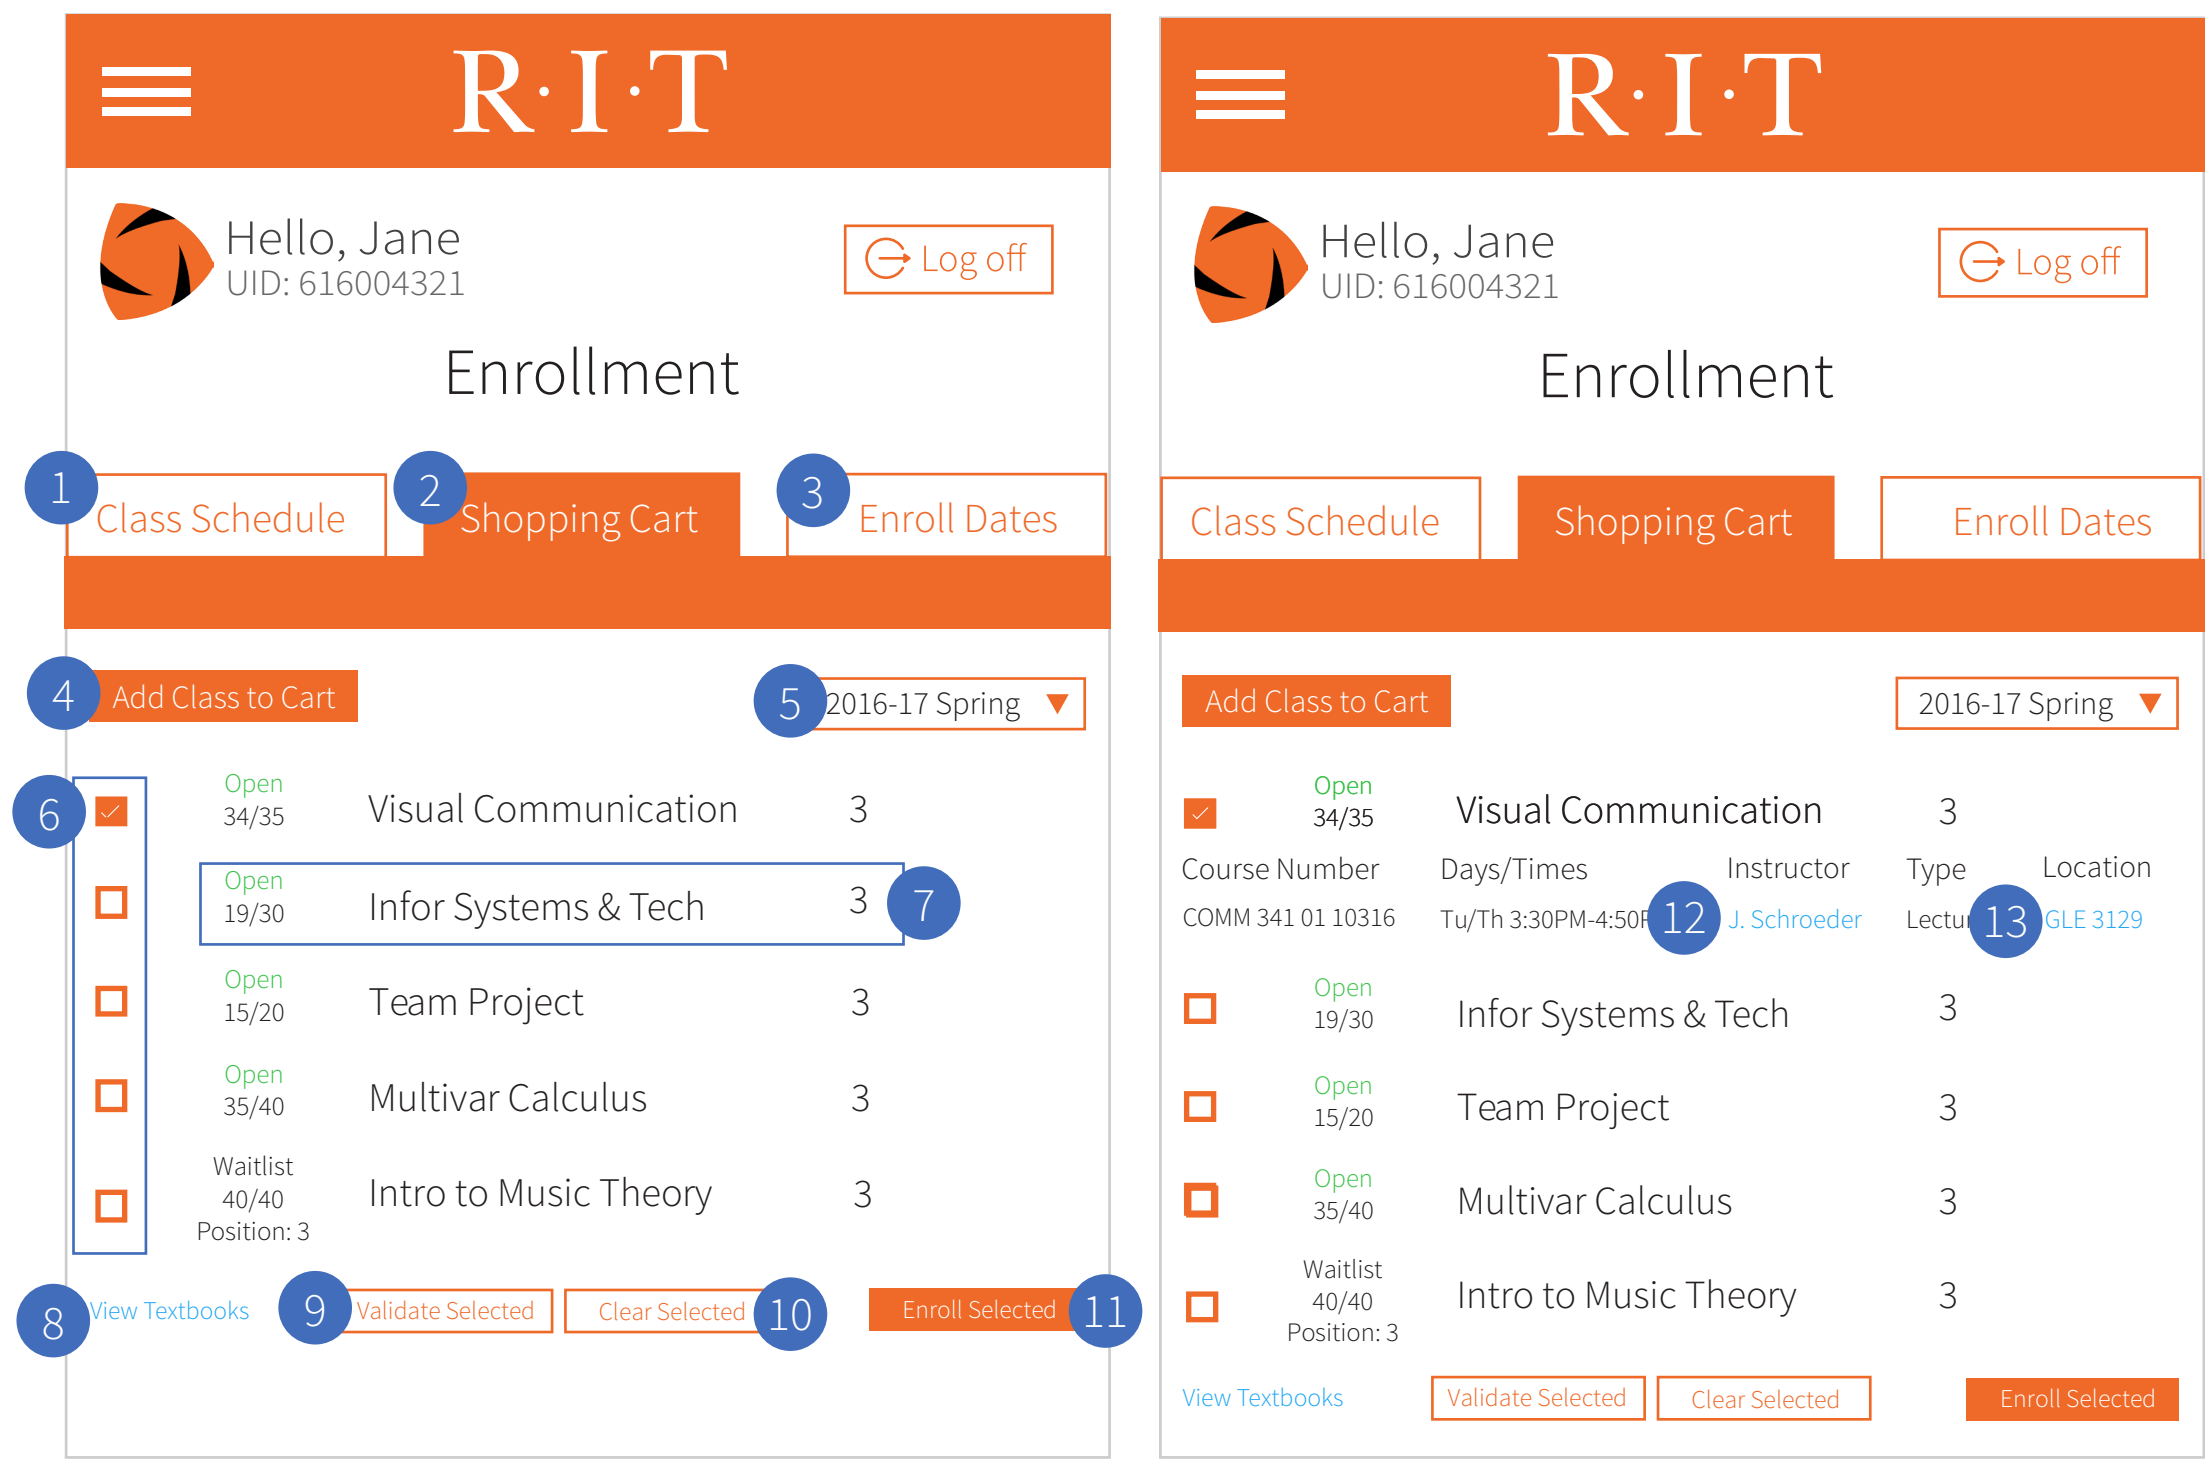 R·I·T
Hello, Jane
UID: 616004321
Log off
Enrollment
1
Class Schedule
2
Shopping Cart
3
Enroll Dates
4
Add Class to Cart
5
2016-17 Spring
6
Open
34/35
Visual Communication
3
Open
19/30
Infor Systems & Tech
3
7
Open
15/20
Team Project
3
Open
35/40
Multivar Calculus
3
Waitlist
40/40
Position: 3
Intro to Music Theory
3
8
View Textbooks
9
Validate Selected
Clear Selected
10
Enroll Selected
11
R·I·T
Hello, Jane
UID: 616004321
Log off
Enrollment
Class Schedule
Shopping Cart
Enroll Dates
Add Class to Cart
2016-17 Spring
Open
34/35
Visual Communication
3
Course Number
Days/Times
Instructor
Type
Location
COMM 341 01 10316
Tu/Th 3:30PM-4:50
12
J. Schroeder
13
GLE 3129
Open
19/30
Infor Systems & Tech
3
Open
15/20
Team Project
3
Open
35/40
Multivar Calculus
3
Waitlist
40/40
Position: 3
Intro to Music Theory
3
View Textbooks
Validate Selected
Clear Selected
Enroll Selected